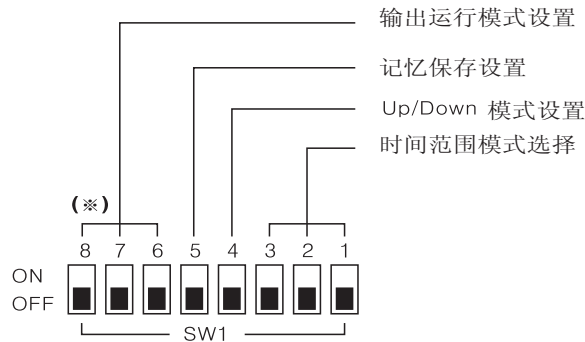 输出运行模式设置
记忆保存设置
Up/Down 模式设置
时间范围模式选择
(※)
8 7 6 5 4 3 2 1
ON
OFF
SW1